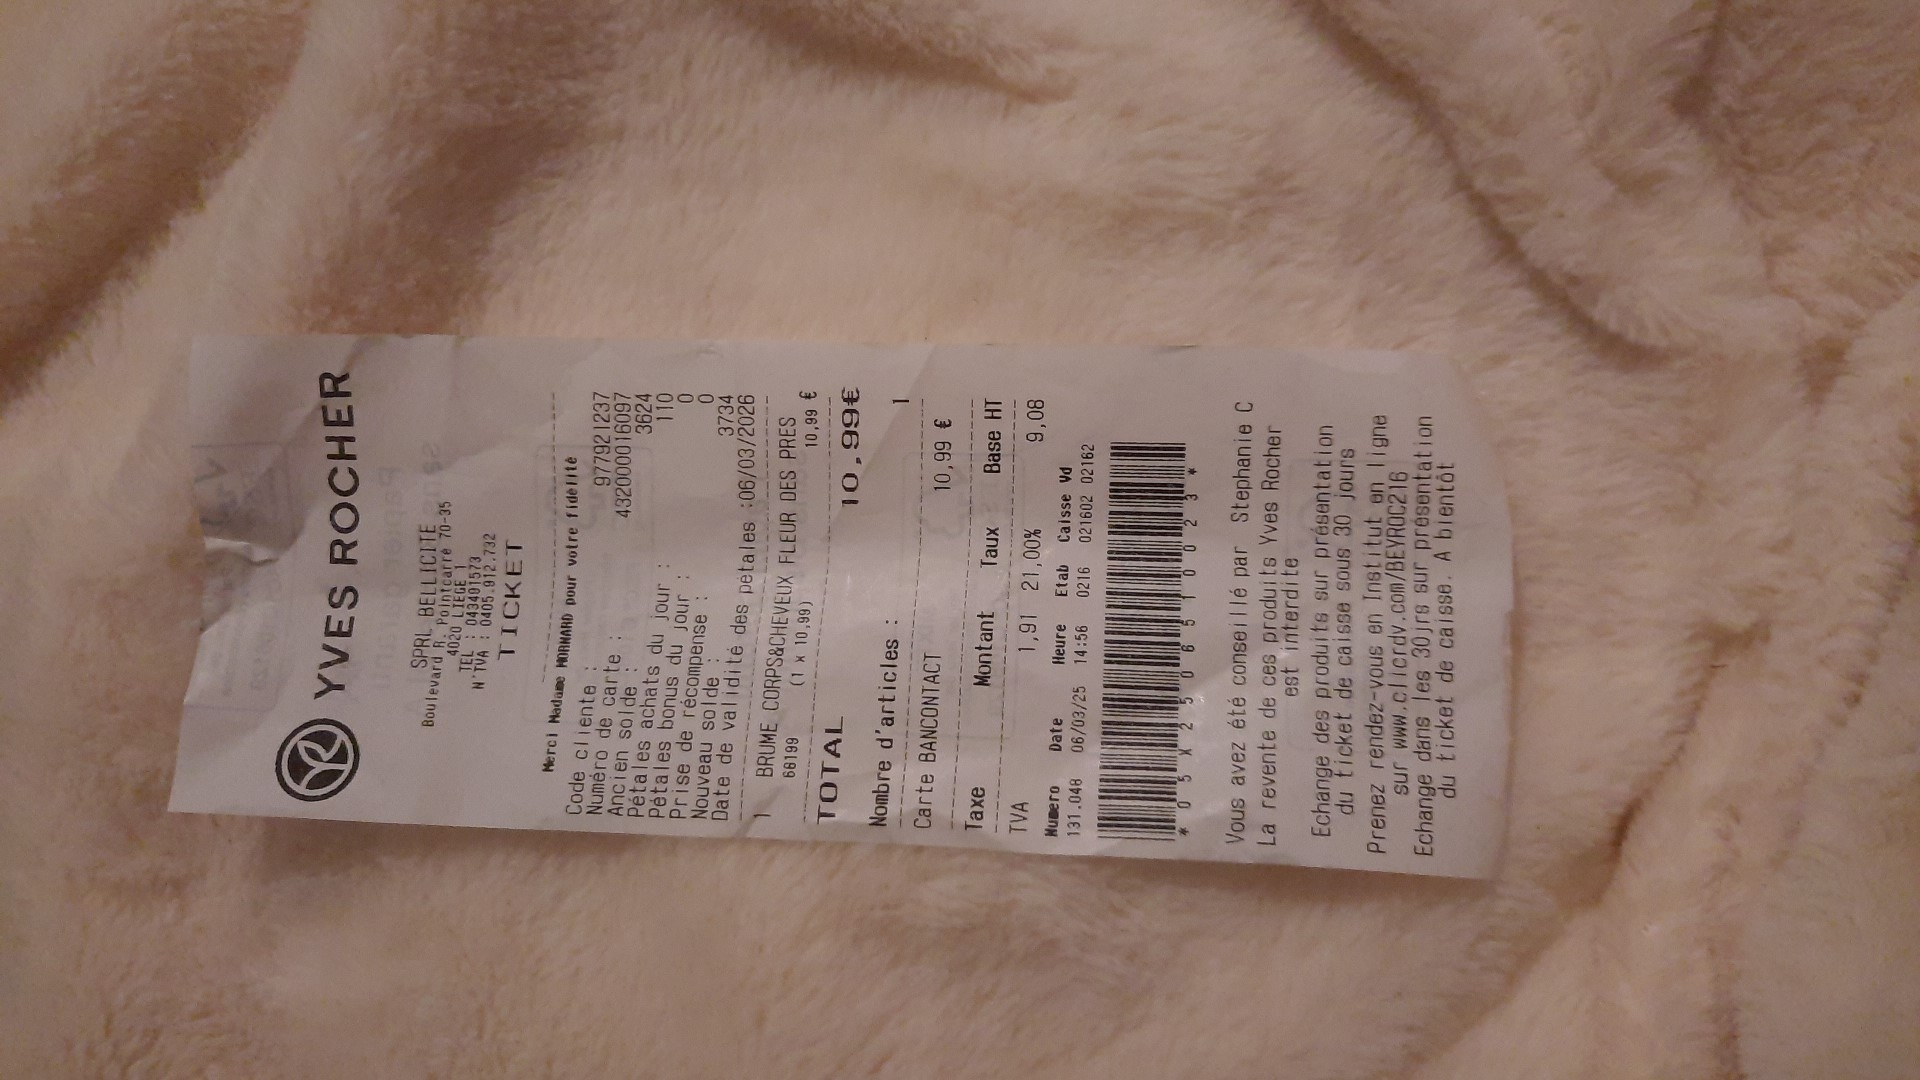 YVES ROCHER
SPRL BELLICITE
Boulevard R. Pointcarré 70-35
4020 LIEGE 1
TEL : 043401573
N°TVA : 0405.912.732
TICKET
Merci Madame MORNARD pour votre fidélité
Code cliente : 977921237
Numéro de carte : 4320000016097
Ancien solde : 3624
Pétales achats du jour : 110
Pétales bonus du jour : 0
Prise de récompense : 0
Nouveau solde : 3734
Date de validité des pétales :06/03/2026
1 BRUME CORPS&CHEVEUX FLEUR DES PRES
66199 (1 x 10,99) 10,99 €
TOTAL 10,99€
Nombre d'articles : 1
Carte BANCONTACT 10,99 €
Taxe Montant Taux Base HT
TVA 1,91 21,00% 9,08
Numero Date Heure Etab Caisse Vd
131.048 06/03/25 14:56 0216 021602 02162
*05X2506510023*
Vous avez été conseillé par Stephanie C
La revente de ces produits Yves Rocher
est interdite
Echange des produits sur présentation
du ticket de caisse sous 30 jours
Prenez rendez-vous en Institut en ligne
sur www.clicrdv.com/BEYROC216
Echange dans les 30jrs sur présentation
du ticket de caisse. A bientôt